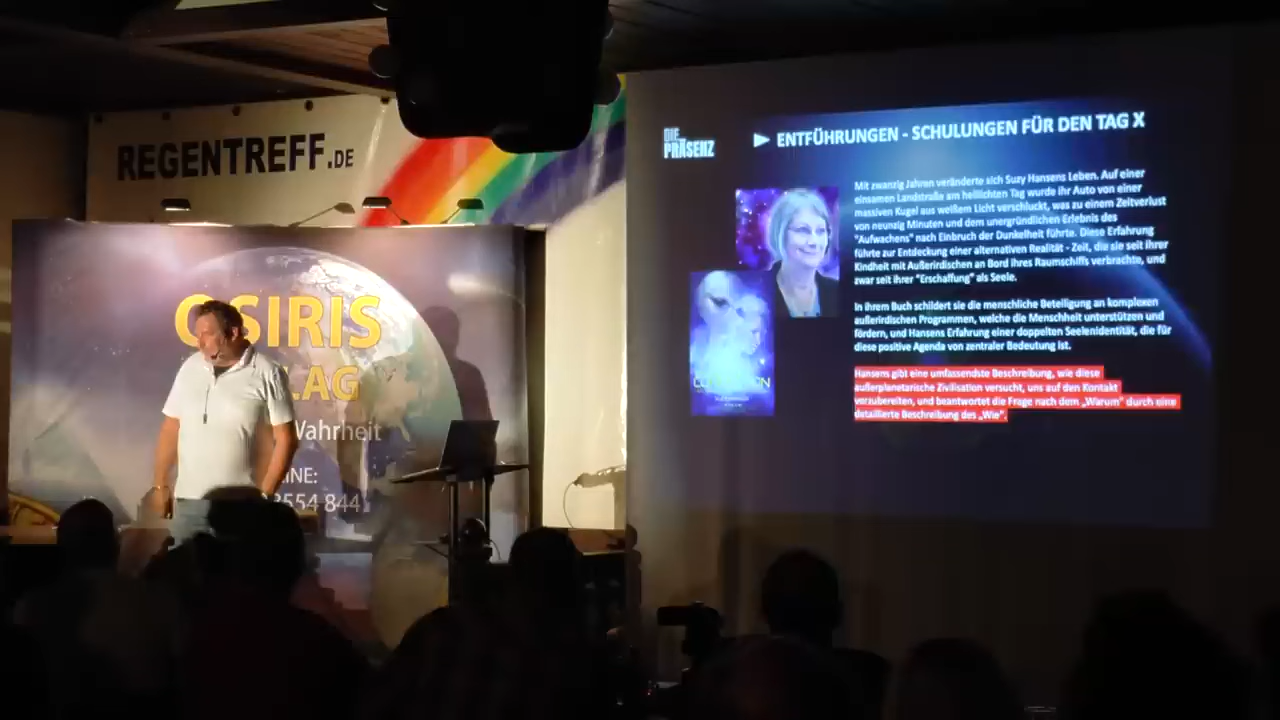 REGENTREFF.DE
OSIRIS
LAG
Wahrheit
INE:
3554 844
DIE_
PRÄSENZ
► ENTFÜHRUNGEN - SCHULUNGEN FÜR DEN TAG X
Mit zwanzig Jahren veränderte sich Suzy Hansens Leben. Auf einer
einsamen Landstraße am hellichten Tag wurde ihr Auto von einer
massiven Kugel aus weißem Licht verschluckt, was zu einem Zeitverlust
von neunzig Minuten und dem unergründlichen Erlebnis des
"Aufwachens" nach Einbruch der Dunkelheit führte. Diese Erfahrung
führte zur Entdeckung einer alternativen Realität - Zeit, die sie seit ihrer
Kindheit mit Außerirdischen an Bord ihres Raumschiffs verbrachte, und
zwar seit ihrer "Erschaffung" als Seele.
In ihrem Buch schildert sie die menschliche Beteiligung an komplexen
außerirdischen Programmen, welche die Menschheit unterstützen und
fördern, und Hansens Erfahrung einer doppelten Seelenidentität, die für
diese positive Agenda von zentraler Bedeutung ist.
Hansens gibt eine umfassendste Beschreibung, wie diese
außerplanetarische Zivilisation versucht, uns auf den Kontakt
vorzubereiten, und beantwortet die Frage nach dem „Warum" durch eine
detaillierte Beschreibung des „Wie".